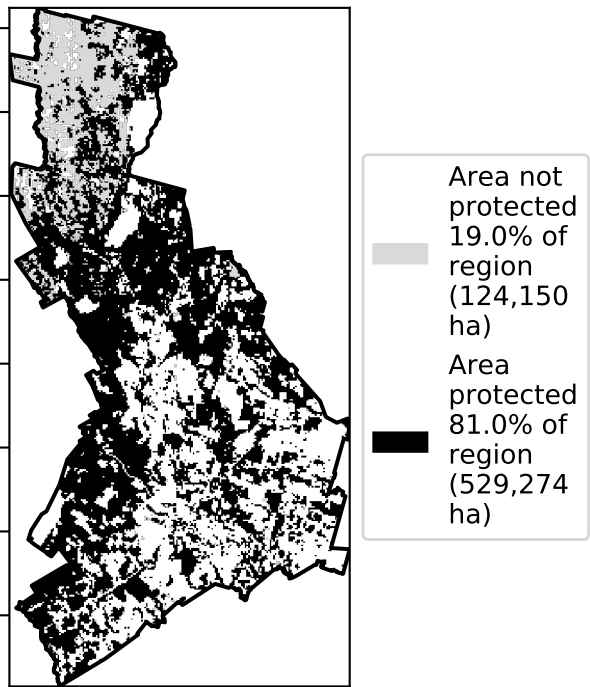 Area not
protected
19.0% of
region
(124,150
ha)
Area
protected
81.0% of
region
(529,274
ha)